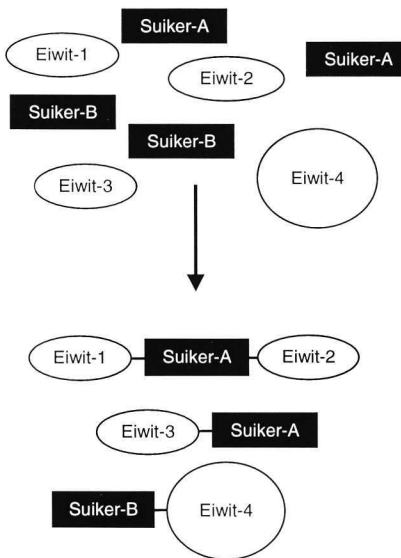 Suiker-A
Eiwit-1
Suiker-A
Eiwit-2
Suiker-B
Suiker-B
Eiwit-3
Eiwit-4
Eiwit-1 Suiker-A Eiwit-2
Eiwit-3 Suiker-A
Suiker-B Eiwit-4